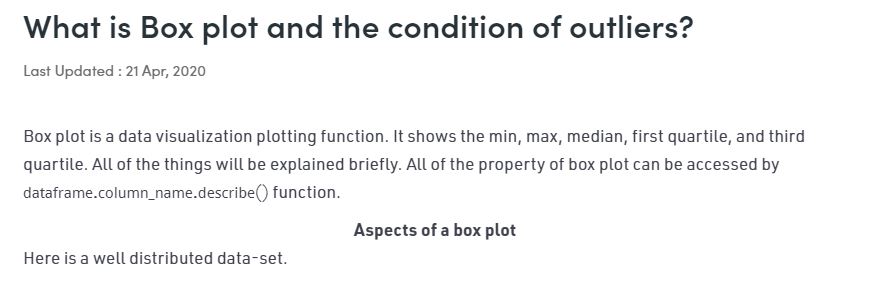 What is Box plot and the condition of outliers?
Last Updated : 21 Apr, 2020
Box plot is a data visualization plotting function. It shows the min, max, median, first quartile, and third
quartile. All of the things will be explained briefly. All of the property of box plot can be accessed by
dataframe.column_name.describe() function.
Aspects of a box plot
Here is a well distributed data-set.